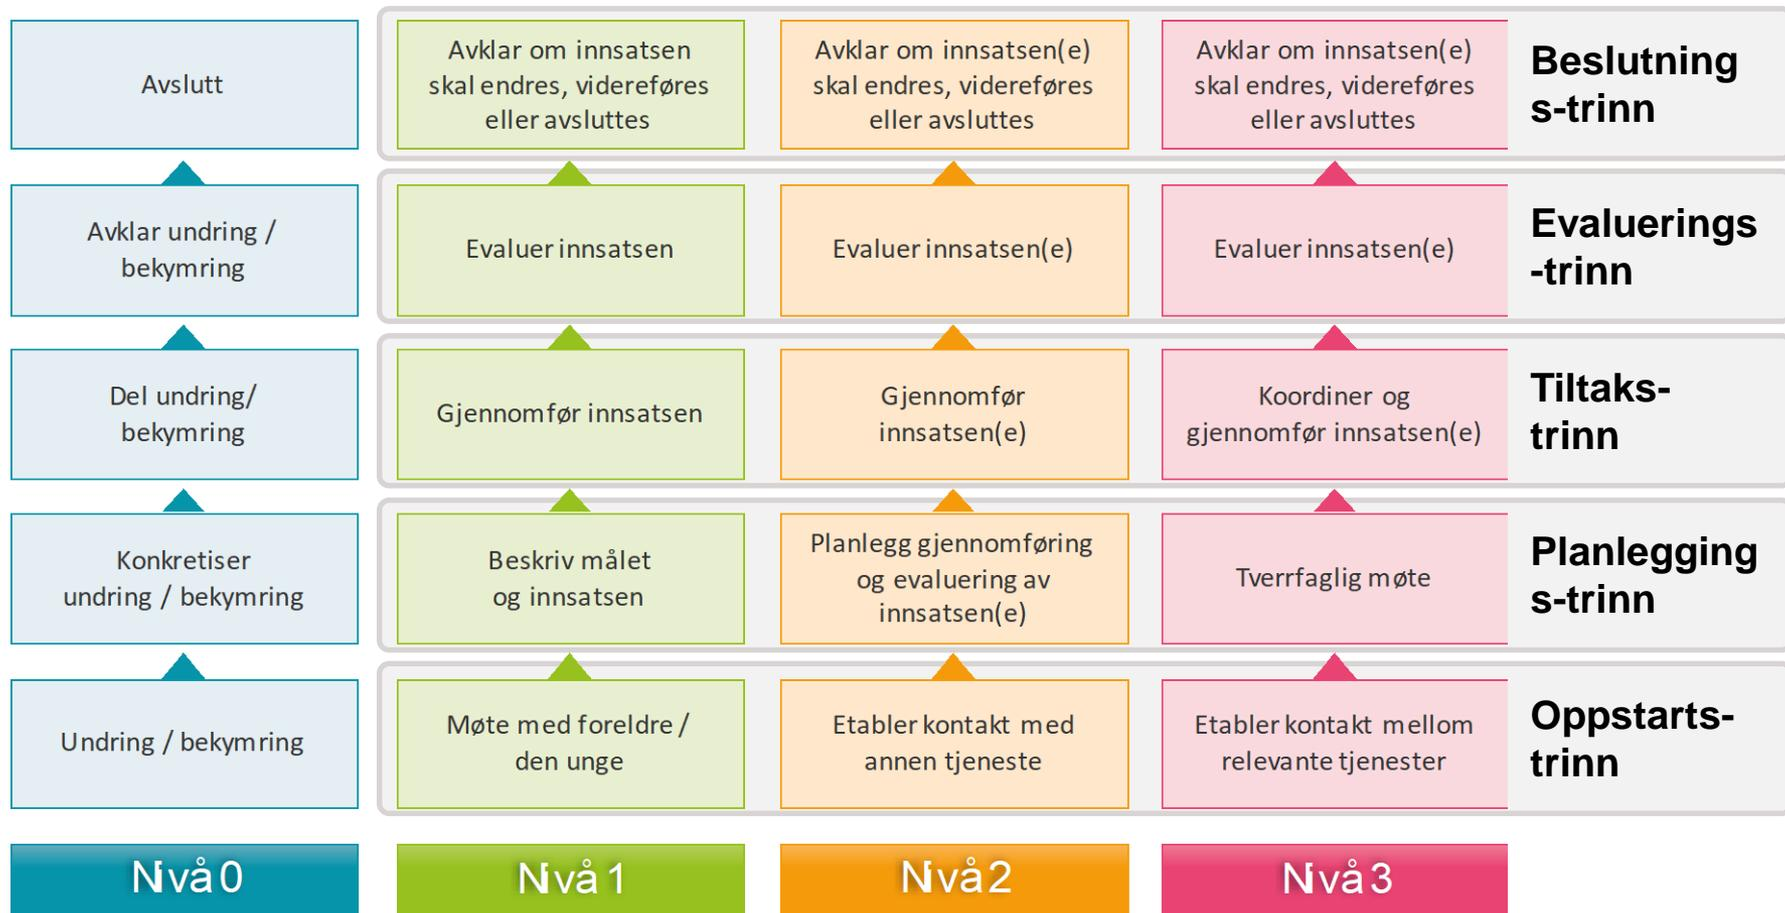 Avslutt
Avklar om innsatsen
skal endres, videreføres
eller avsluttes
Avklar om innsatsen(e)
skal endres, videreføres
eller avsluttes
Avklar om innsatsen(e)
skal endres, videreføres
eller avsluttes
Beslutning
s-trinn
Avklar undring /
bekymring
Evaluer innsatsen
Evaluer innsatsen(e)
Evaluer innsatsen(e)
Evaluerings
-trinn
Del undring/
bekymring
Gjennomfør innsatsen
Gjennomfør
innsatsen(e)
Koordiner og
gjennomfør innsatsen(e)
Tiltaks-
trinn
Konkretiser
undring / bekymring
Beskriv målet
og innsatsen
Planlegg gjennomføring
og evaluering av
innsatsen(e)
Tverrfaglig møte
Planlegging
s-trinn
Undring / bekymring
Møte med foreldre /
den unge
Etabler kontakt med
annen tjeneste
Etabler kontakt mellom
relevante tjenester
Oppstarts-
trinn
Nivå 0
Nivå 1
Nivå 2
Nivå 3